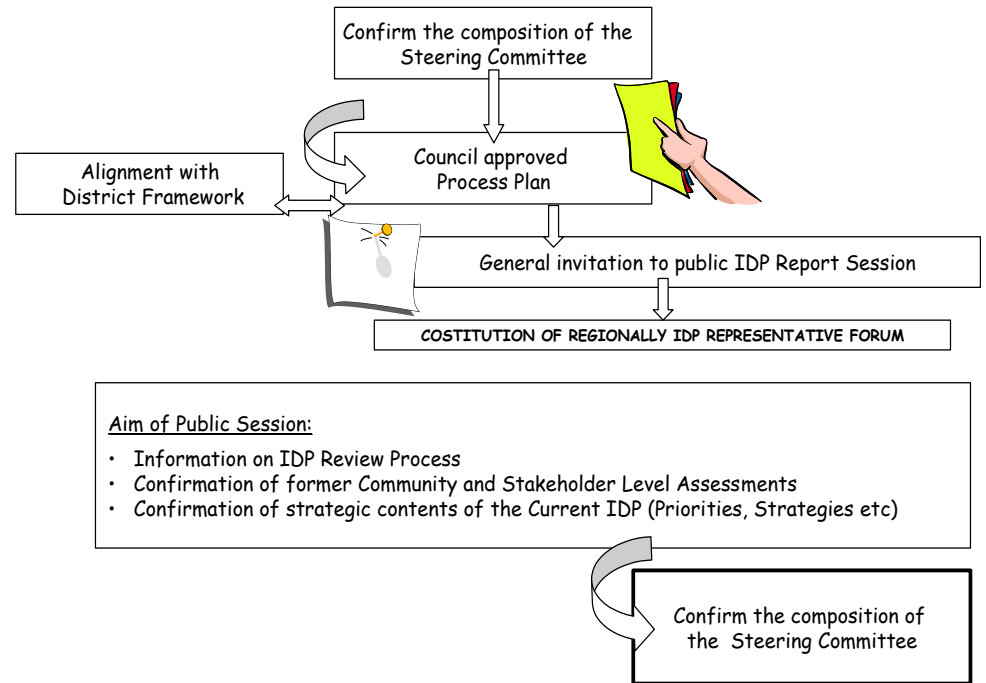 Confirm the composition of the
Steering Committee
Alignment with
District Framework
Council approved
Process Plan
General invitation to public IDP Report Session
COSTITUTION OF REGIONALLY IDP REPRESENTATIVE FORUM
Aim of Public Session:
• Information on IDP Review Process
• Confirmation of former Community and Stakeholder Level Assessments
• Confirmation of strategic contents of the Current IDP (Priorities, Strategies etc)
Confirm the composition of
the Steering Committee